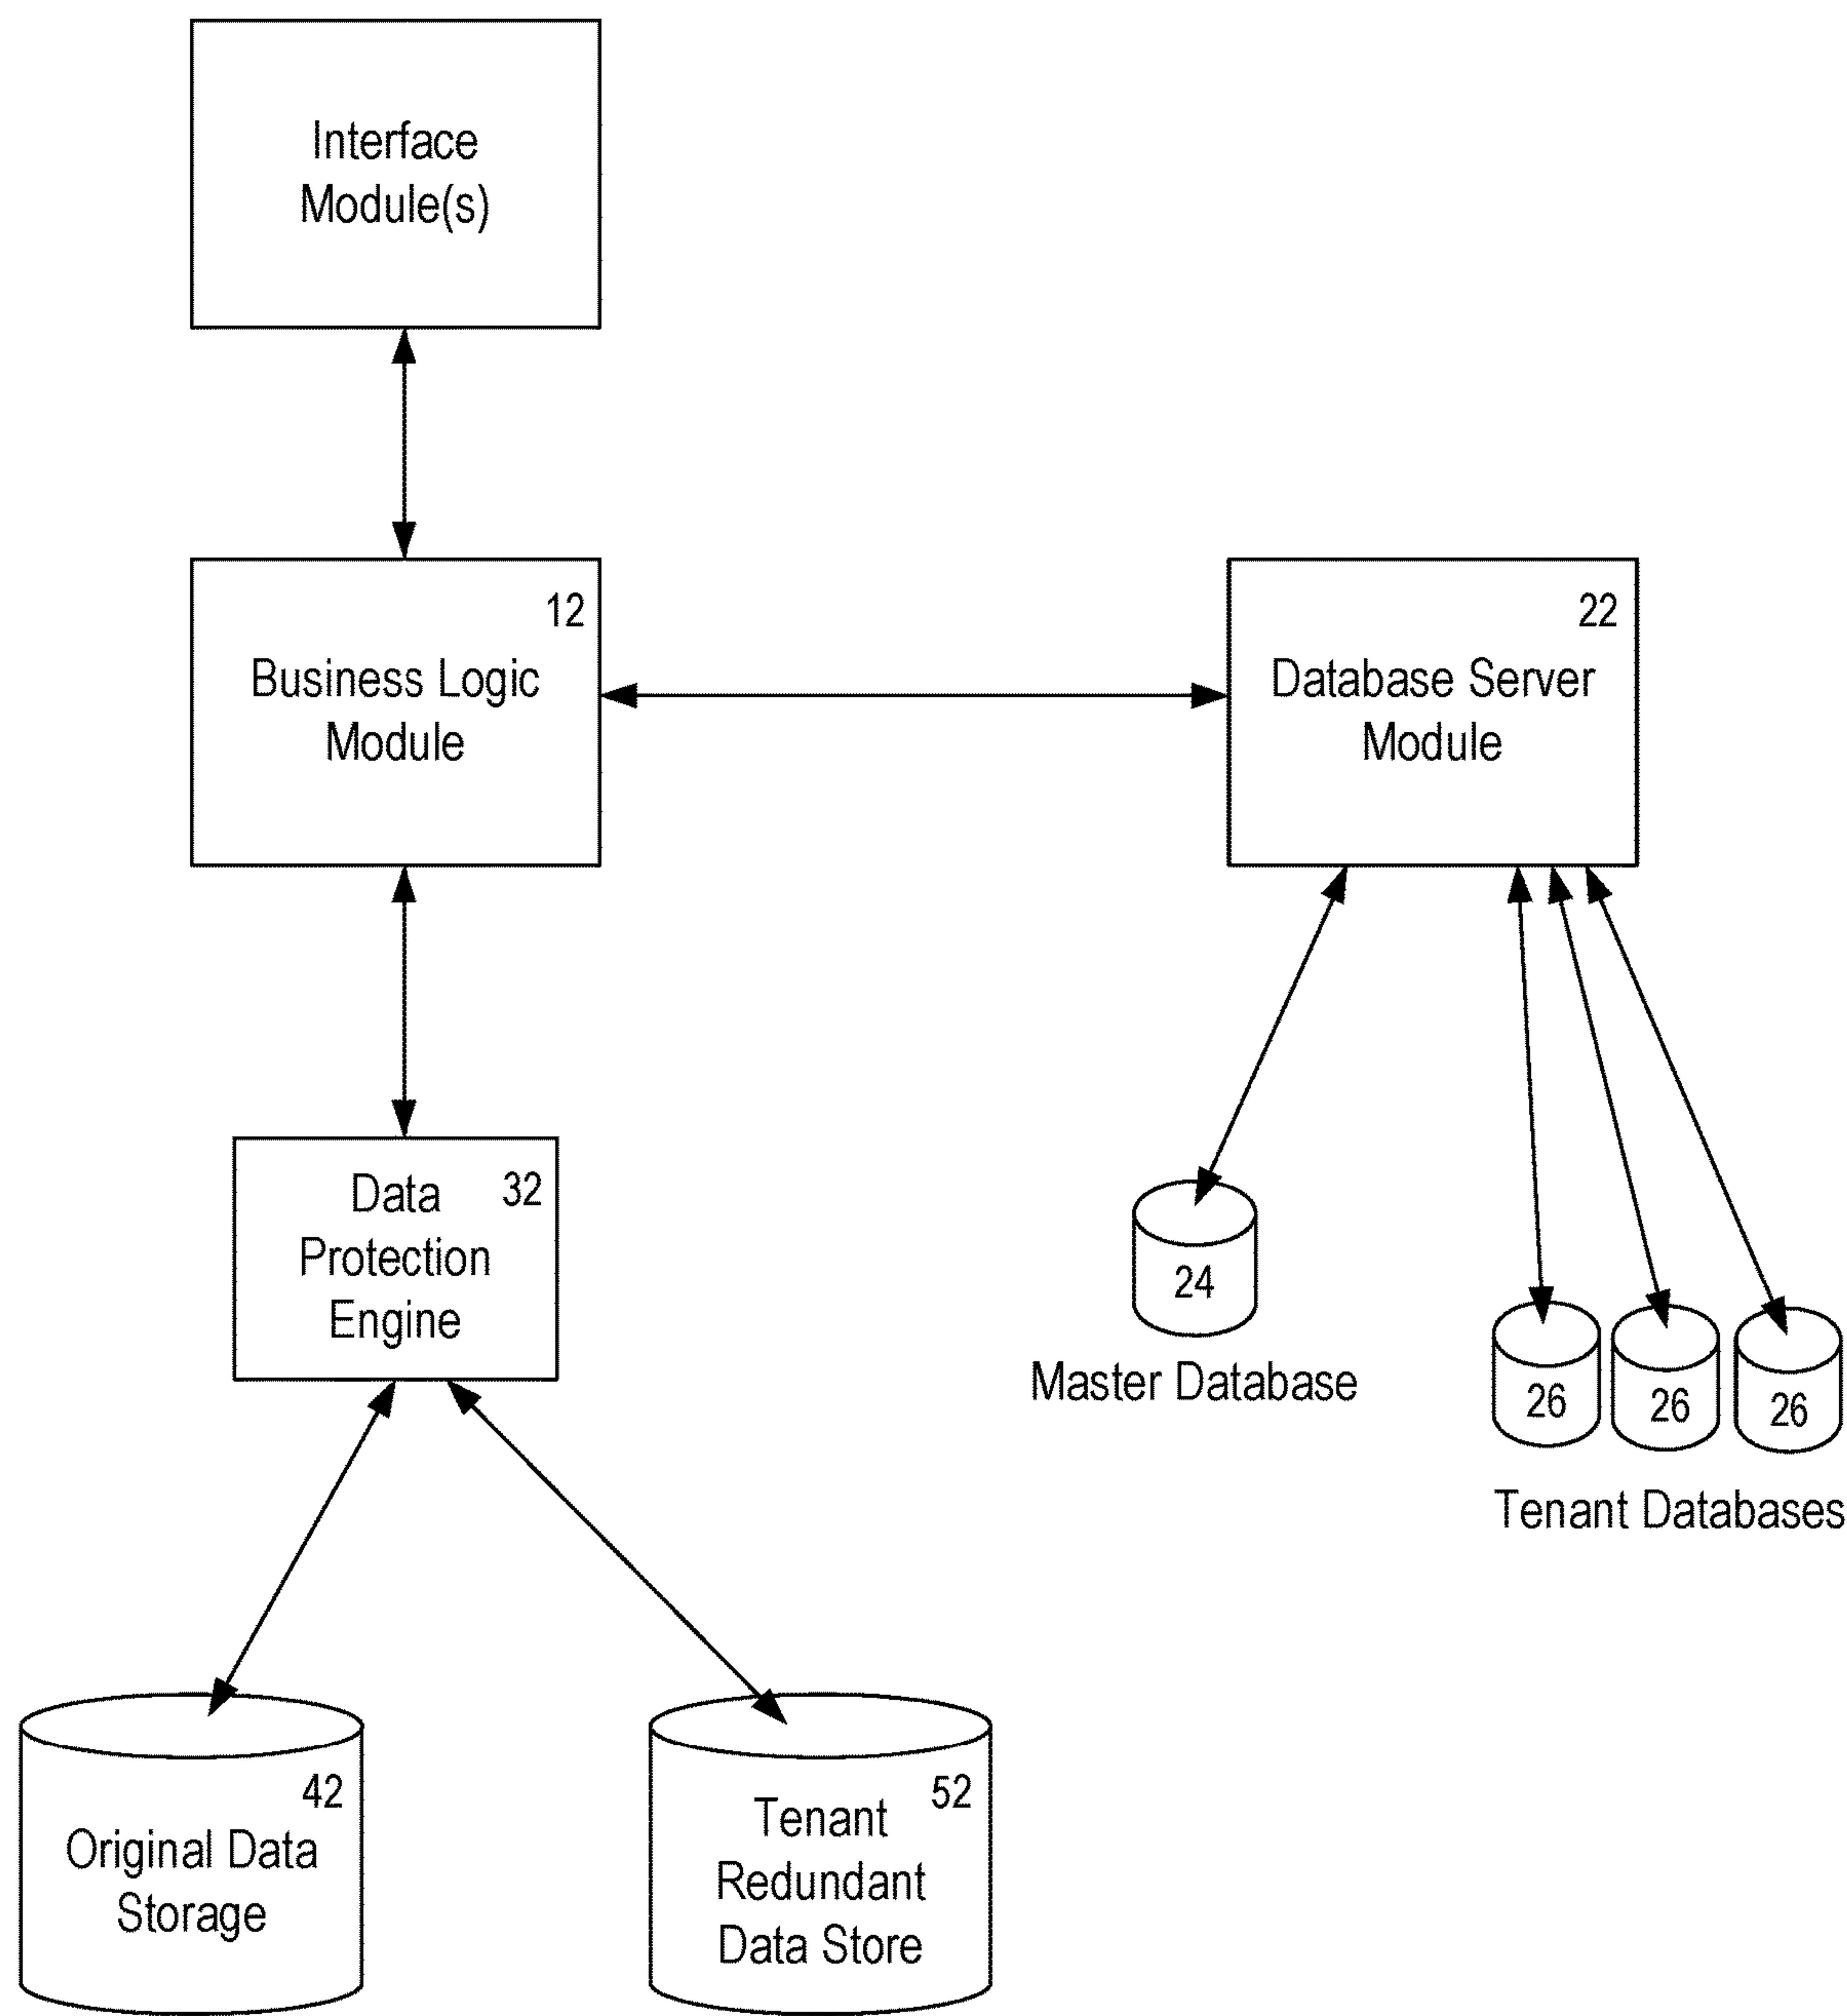 Interface
Module(s)
12
Business Logic
Module
22
Database Server
Module
32
Data
Protection
Engine
24
Master Database
26
26
26
Tenant Databases
42
Original Data
Storage
52
Tenant
Redundant
Data Store